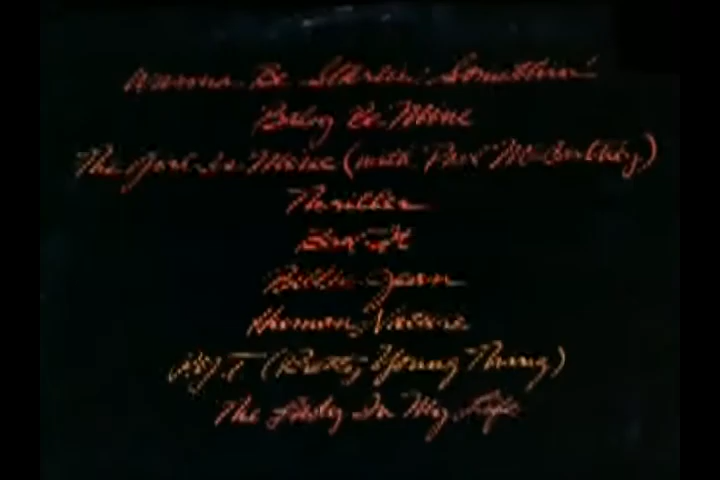 Wanna Be Startin' Somethin'
Baby Be Mine
The Girl Is Mine (with Paul McCartney)
Thriller
Beat It
Billie Jean
Human Nature
P.Y.T. (Pretty Young Thing)
The Lady In My Life